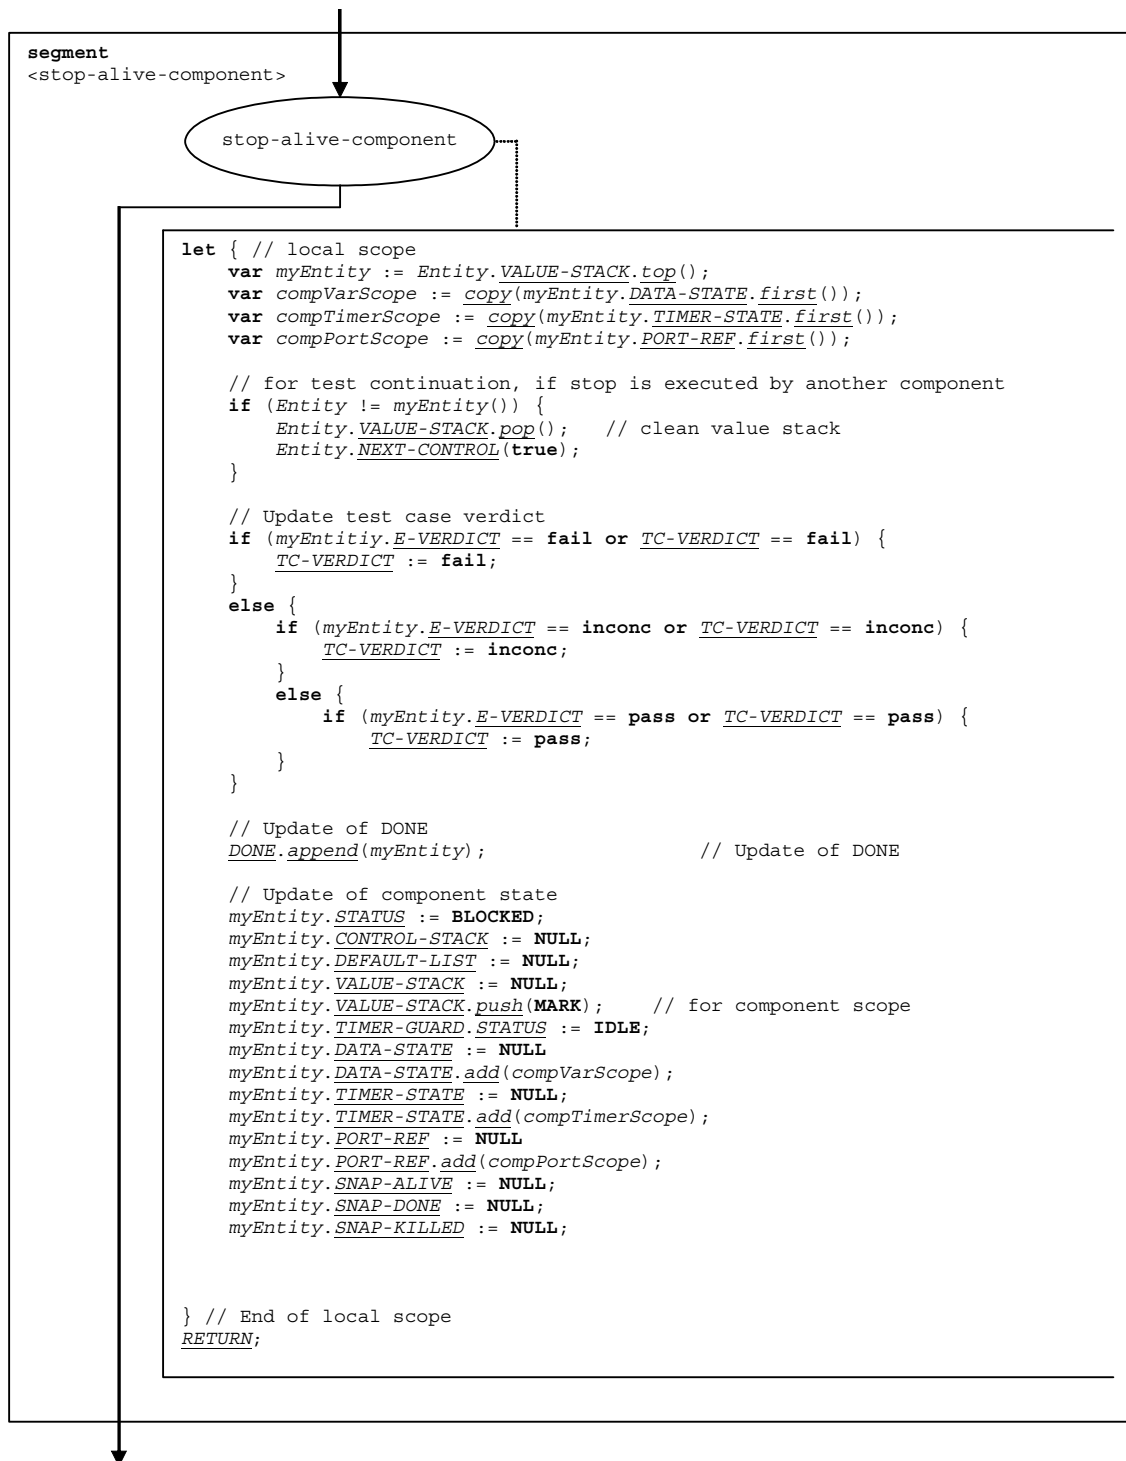 segment
<stop-alive-component>
stop-alive-component
let { // local scope
    var myEntity := Entity.VALUE-STACK.top();
    var compVarScope := copy(myEntity.DATA-STATE.first());
    var compTimerScope := copy(myEntity.TIMER-STATE.first());
    var compPortScope := copy(myEntity.PORT-REF.first());
    // for test continuation, if stop is executed by another component
    if (Entity != myEntity()) {
        Entity.VALUE-STACK.pop();   // clean value stack
        Entity.NEXT-CONTROL(true);
    }
    // Update test case verdict
    if (myEntitiy.E-VERDICT == fail or TC-VERDICT == fail) {
        TC-VERDICT := fail;
    }
    else {
        if (myEntity.E-VERDICT == inconc or TC-VERDICT == inconc) {
            TC-VERDICT := inconc;
        }
        else {
            if (myEntity.E-VERDICT == pass or TC-VERDICT == pass) {
                TC-VERDICT := pass;
        }
    }
    // Update of DONE
    DONE.append(myEntity);                  // Update of DONE
    // Update of component state
    myEntity.STATUS := BLOCKED;
    myEntity.CONTROL-STACK := NULL;
    myEntity.DEFAULT-LIST := NULL;
    myEntity.VALUE-STACK := NULL;
    myEntity.VALUE-STACK.push(MARK);    // for component scope
    myEntity.TIMER-GUARD.STATUS := IDLE;
    myEntity.DATA-STATE := NULL
    myEntity.DATA-STATE.add(compVarScope);
    myEntity.TIMER-STATE := NULL;
    myEntity.TIMER-STATE.add(compTimerScope);
    myEntity.PORT-REF := NULL
    myEntity.PORT-REF.add(compPortScope);
    myEntity.SNAP-ALIVE := NULL;
    myEntity.SNAP-DONE := NULL;
    myEntity.SNAP-KILLED := NULL;
} // End of local scope
RETURN;